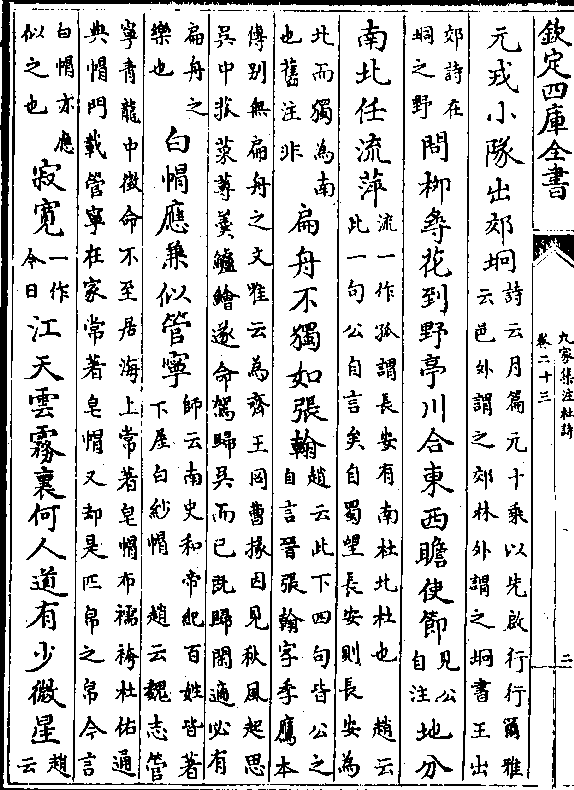 欽定四庫全書
九家集注杜詩
卷二十三
二
元戎小隊出郊坰
詩云月篇元十乘以先啟行行爾雅
云邑外謂之郊林外謂之坰書王出
郊詩在
坰之野
問柳尋花到野亭川合東西瞻使節
見公
自注
地分
南北任流萍
流一作孤謂長安有南杜北杜也 趙云
此一句公自言矣自蜀望長安則長安為
北而獨為南
也舊注非
扁舟不獨如張翰
趙云此下四句皆公之
自言晉張翰字季鷹本
傳別無扁舟之文唯云為齊王冏曹掾因見秋風起思
吳中菰菜蓴羮鱸鱠遂命駕歸吳而已既歸閑適必有
扁舟之
樂也
白帽應兼似管寧
師云南史和帝紀百姓皆著
下屋白紗帽 趙云魏志管
寧青龍中徵命不至居海上常著皂帽布襦袴杜佑通
典帽門載管寧在家常著皂帽又却是匹帛之帛今言
白帽亦應
似之也
寂寞
一作
今日
江天雲霧裏何人道有少微星
趙
云